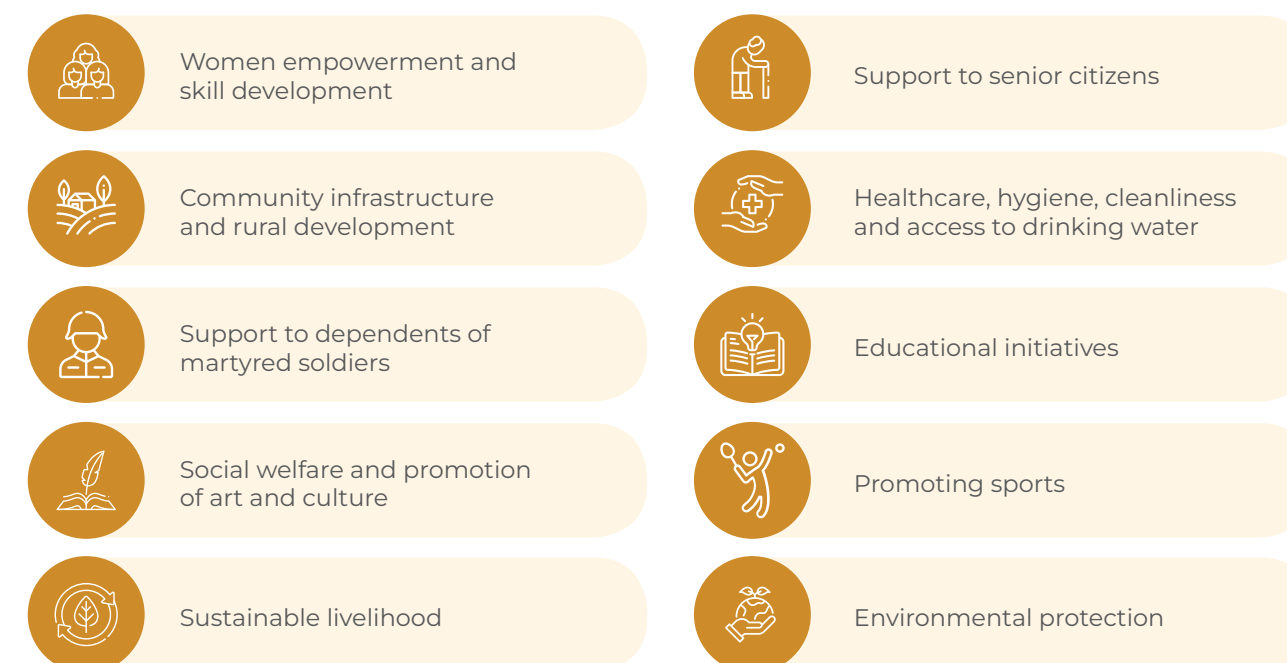 Women empowerment and
skill development
Support to senior citizens
Community infrastructure
and rural development
Healthcare, hygiene, cleanliness
and access to drinking water
Support to dependents of
martyred soldiers
Educational initiatives
Social welfare and promotion
of art and culture
Promoting sports
Sustainable livelihood
Environmental protection